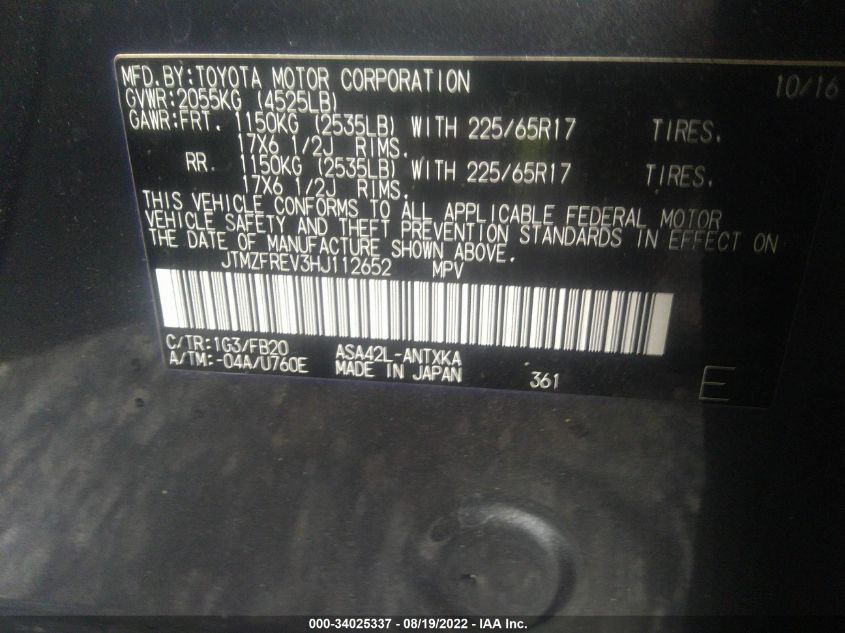 MFD.BY:TOYOTA MOTOR CORPORATION 10/16
GVWR:2055KG (4525LB)
GAWR:FRT. 1150KG (2535LB) WITH 225/65R17 TIRES.
17X6 1/2J RIMS.
RR. 1150KG (2535LB) WITH 225/65R17 TIRES.
17X6 1/2J RIMS.
THIS VEHICLE CONFORMS TO ALL APPLICABLE FEDERAL MOTOR
VEHICLE SAFETY AND THEFT PREVENTION STANDARDS IN EFFECT ON
THE DATE OF MANUFACTURE SHOWN ABOVE.
JTMZFREV3HJ112652 MPV
C/TR:1G3/FB20 ASA42L-ANTXKA
A/TM:-04A/U760E MADE IN JAPAN 361 E
000-34025337 - 08/19/2022 - IAA Inc.